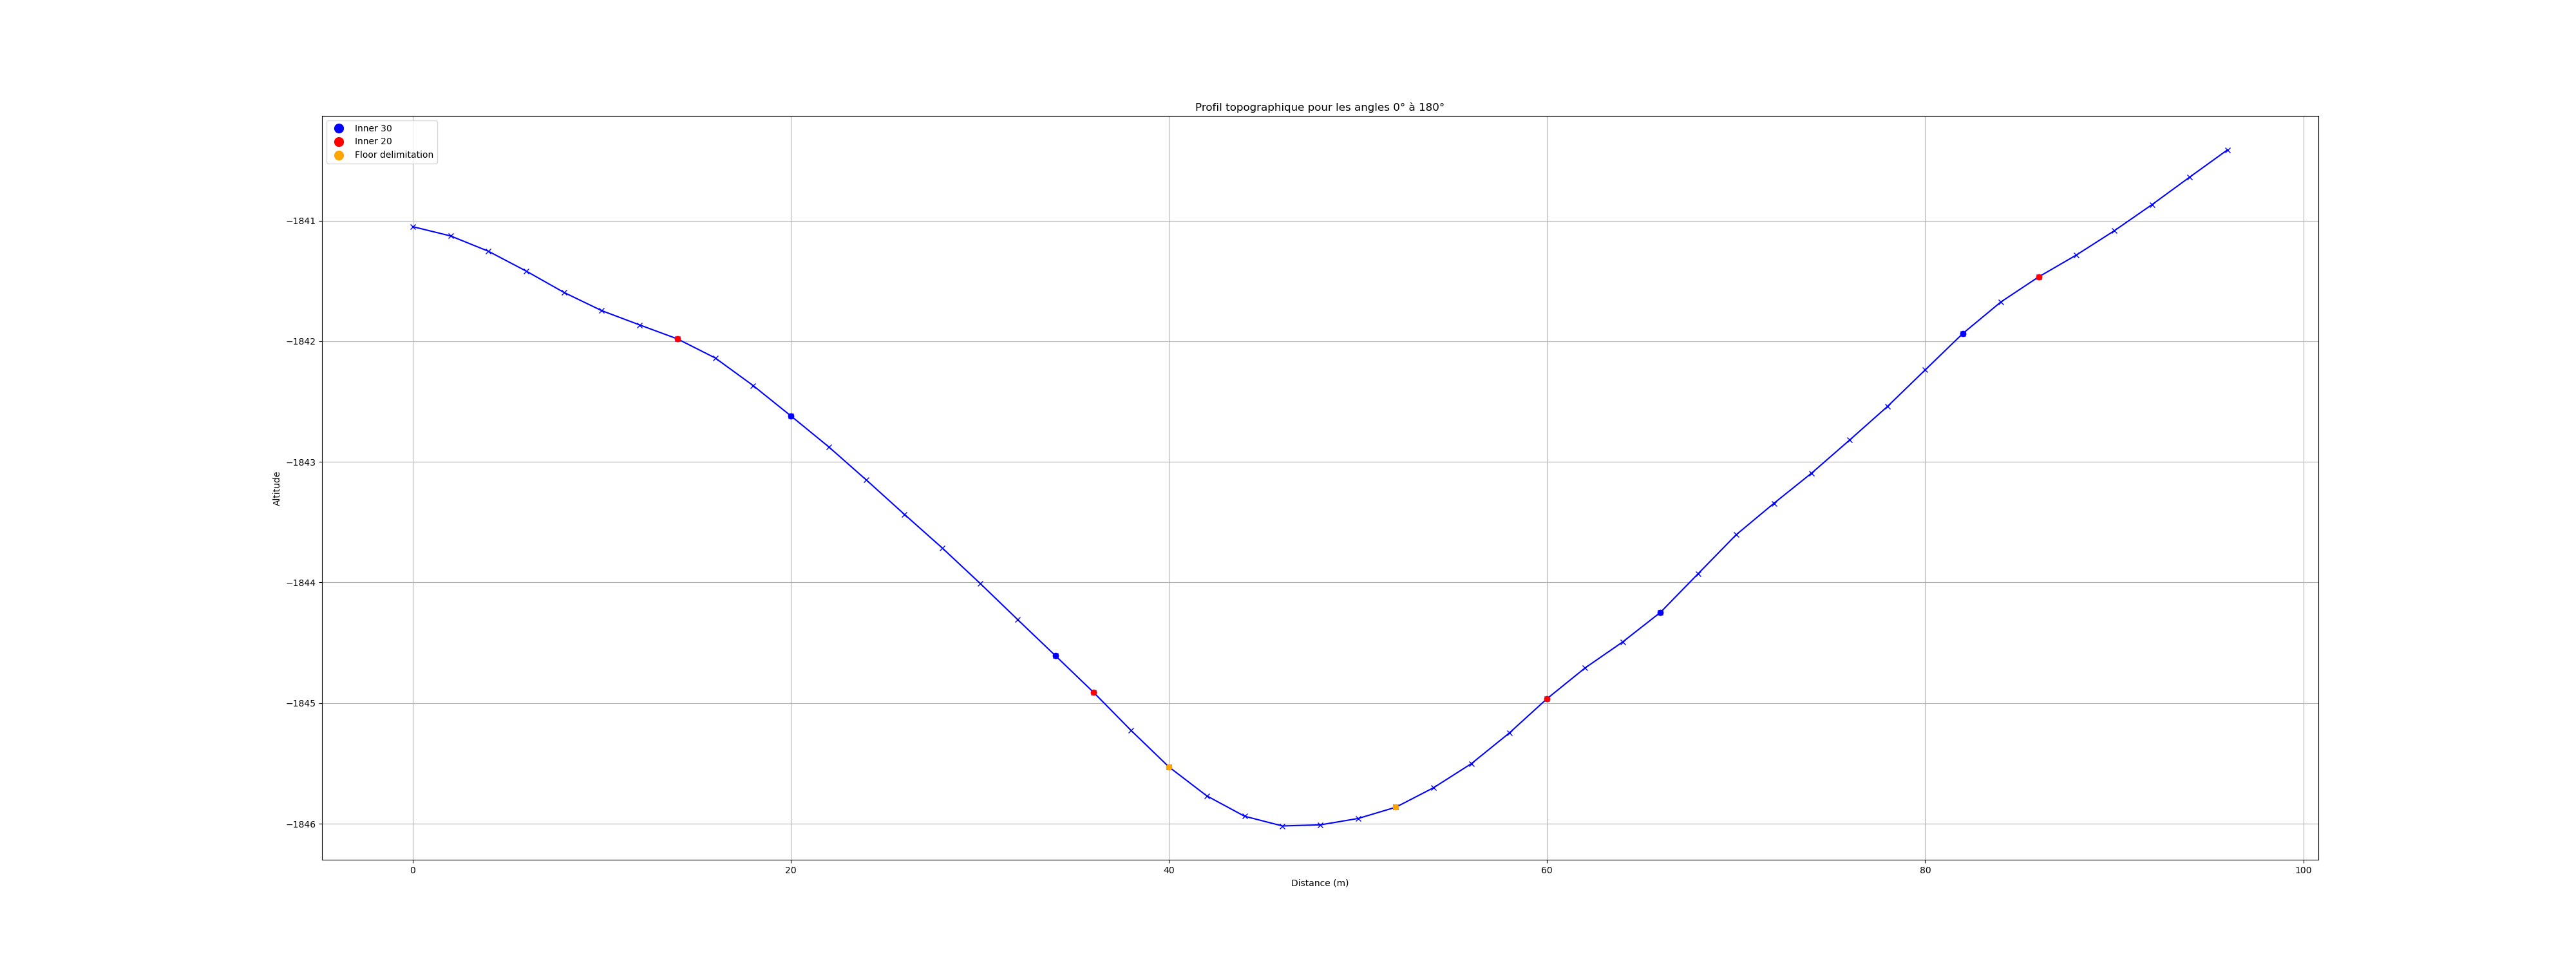 Profil topographique pour les angles 0° à 180°
Inner 30
Inner 20
Floor delimitation
Altitude
−1841
−1842
−1843
−1844
−1845
−1846
0 20 40 60 80 100
Distance (m)